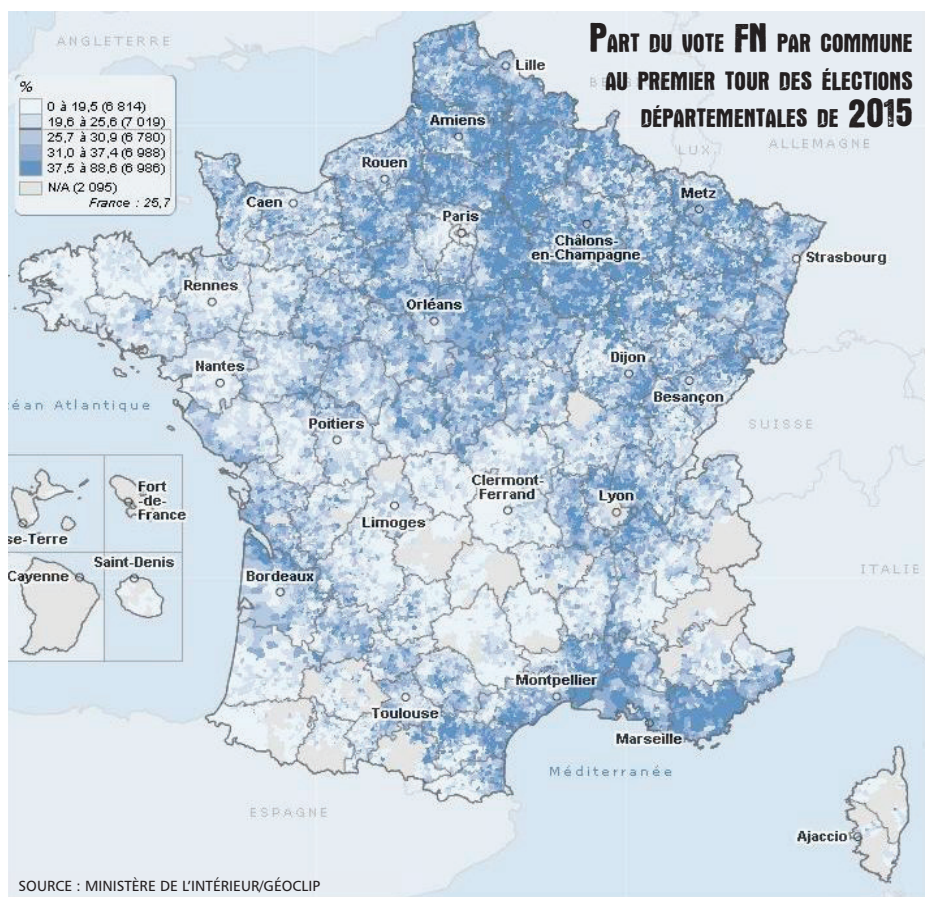 PART DU VOTE FN PAR COMMUNE
AU PREMIER TOUR DES ÉLECTIONS
DÉPARTEMENTALES DE 2015
ANGLETERRE
BE
LUX
ALLEMAGNE
%
0 à 19,5 (6 814)
19,6 à 25,6 (7 019)
25,7 à 30,9 (6 780)
31,0 à 37,4 (6 988)
37,5 à 88,6 (6 986)
N/A (2 095)
France : 25,7
Lille
Amiens
Rouen
Caen
Metz
Paris
Châlons-
en-Champagne
Strasbourg
Rennes
Orléans
Nantes
Dijon
Besançon
éan Atlantique
Poitiers
SUISSE
Clermont-
Ferrand
Lyon
Limoges
Fort
-de-
France
se-Terre
Cayenne
Saint-Denis
Bordeaux
ITALIE
Montpellier
Toulouse
Marseille
Méditerranée
ESPAGNE
Ajaccio
SOURCE : MINISTÈRE DE L'INTÉRIEUR/GÉOCLIP